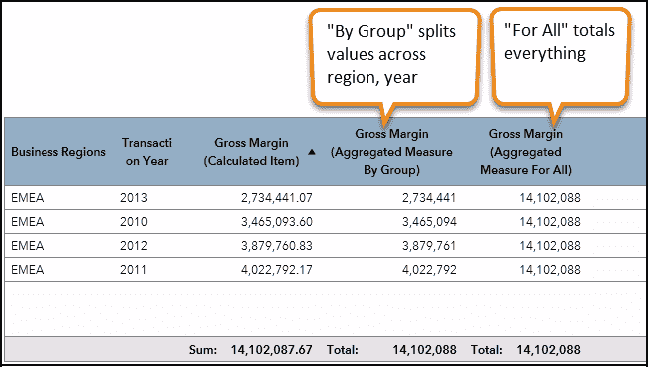 "By Group" splits
values across
region, year
"For All" totals
everything
Business Regions
Transacti
on Year
Gross Margin
(Calculated Item) ▲
Gross Margin
(Aggregated Measure
By Group)
Gross Margin
(Aggregated
Measure For All)
EMEA 2013 2,734,441.07 2,734,441 14,102,088
EMEA 2010 3,465,093.60 3,465,094 14,102,088
EMEA 2012 3,879,760.83 3,879,761 14,102,088
EMEA 2011 4,022,792.17 4,022,792 14,102,088
Sum: 14,102,087.67 Total: 14,102,088 Total: 14,102,088